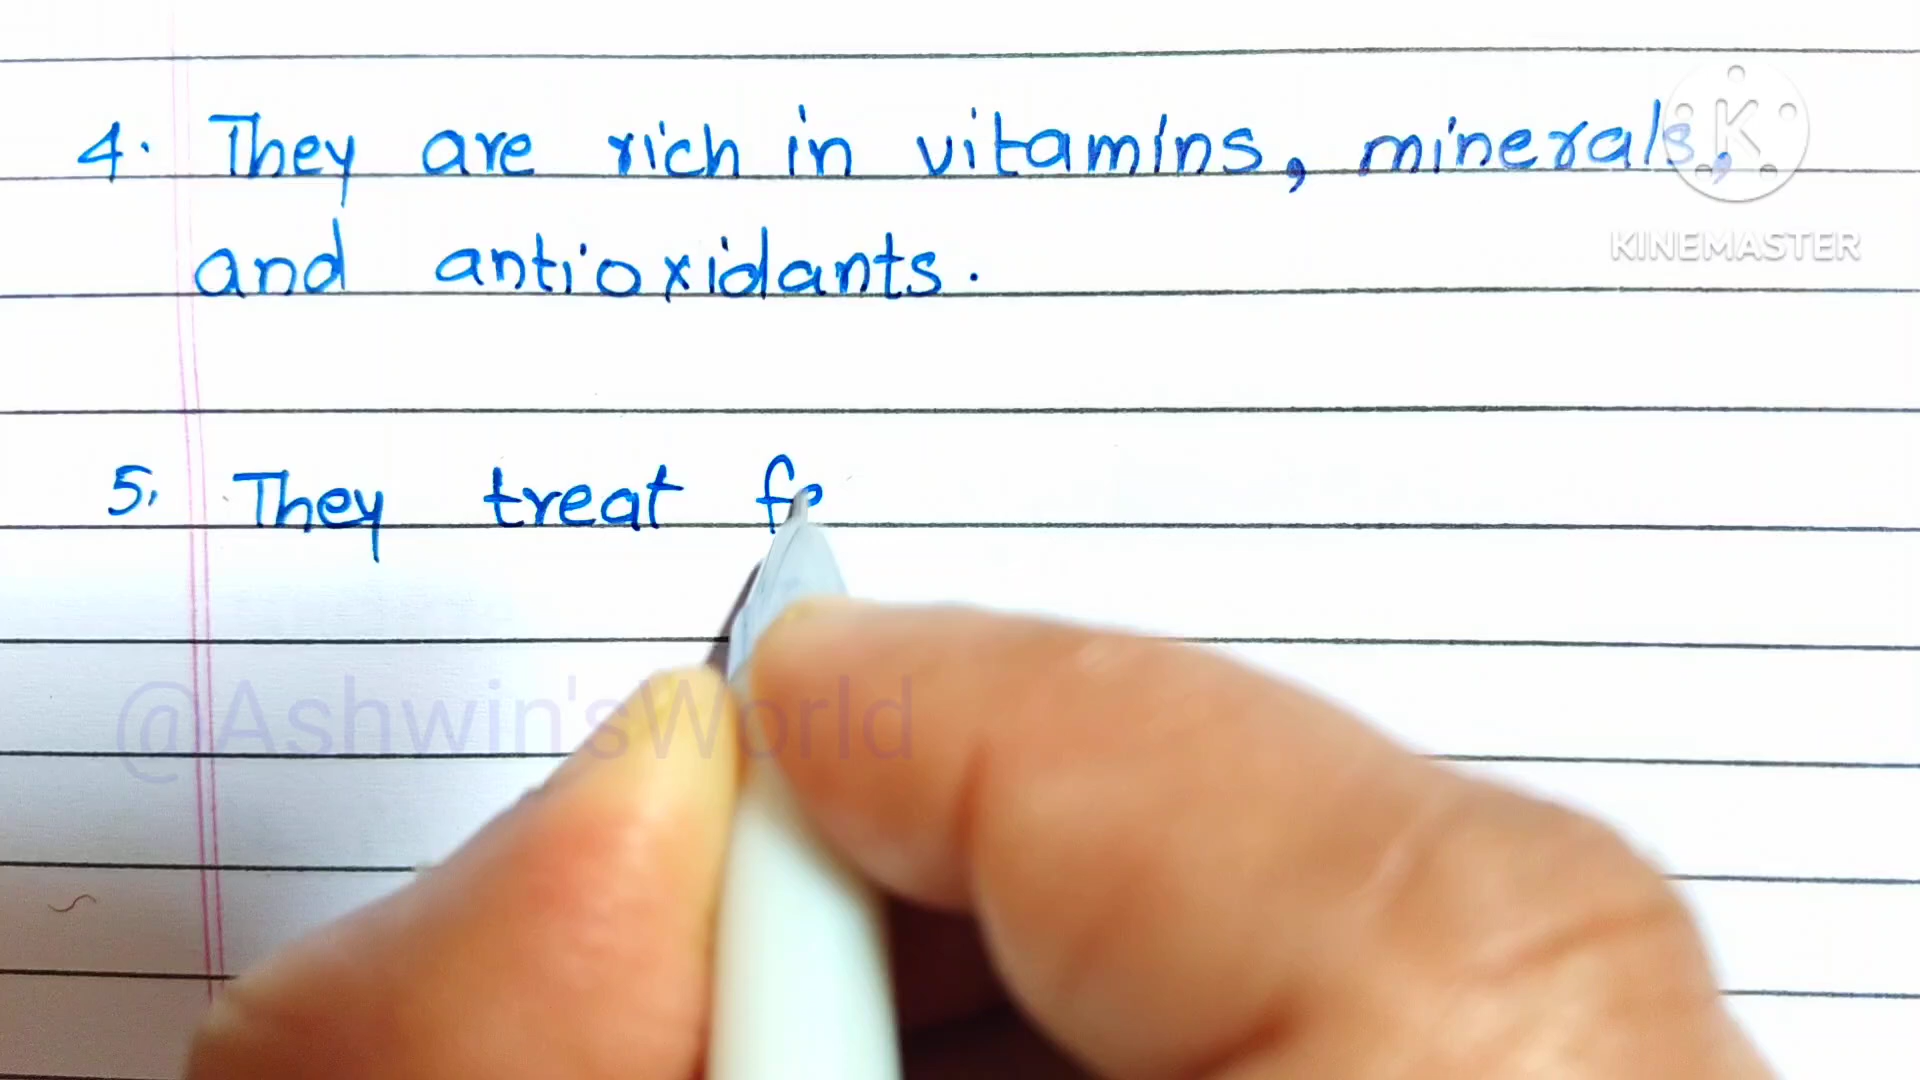 4. They are rich in vitamins, minerals,
K
KINEMASTER
and antioxidants.
5. They treat
@Ashwin'sWorld